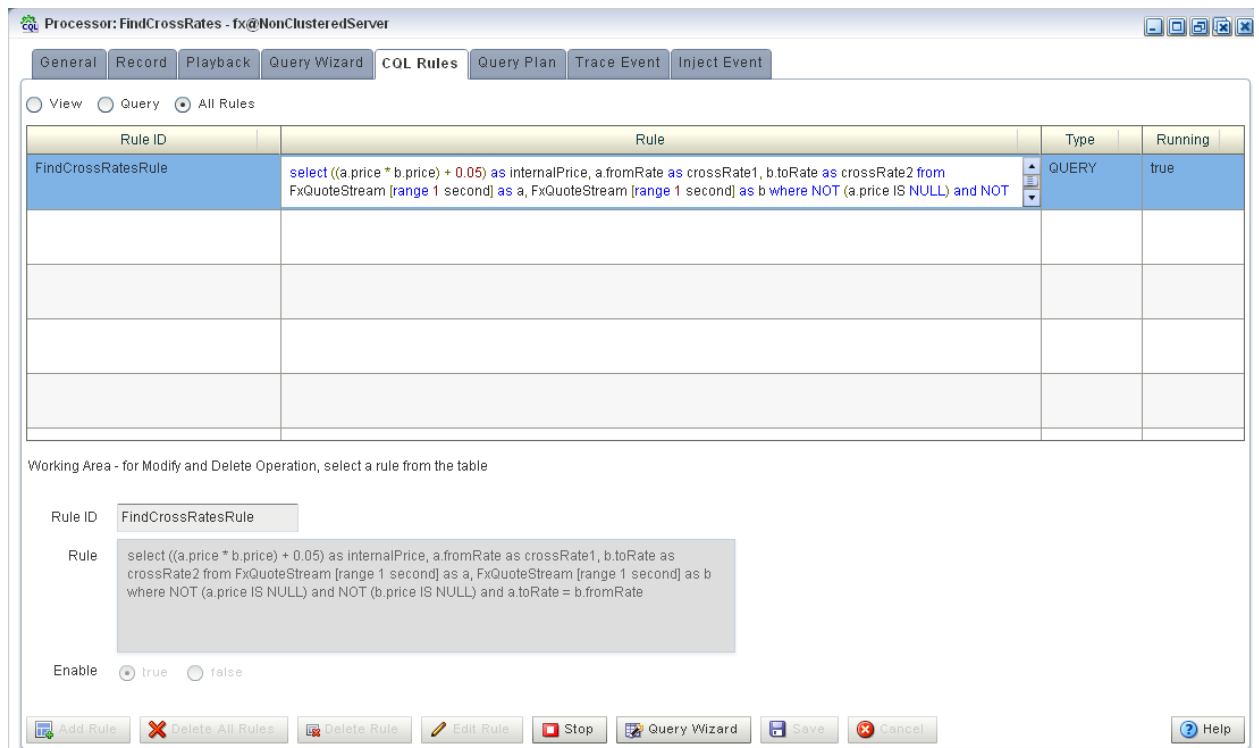 CQL Processor: FindCrossRates - fx@NonClusteredServer
General Record Playback Query Wizard CQL Rules Query Plan Trace Event Inject Event
View Query All Rules
Rule ID Rule Type Running
FindCrossRatesRule select ((a.price * b.price) + 0.05) as internalPrice, a.fromRate as crossRate1, b.toRate as crossRate2 from QUERY true
FxQuoteStream [range 1 second] as a, FxQuoteStream [range 1 second] as b where NOT (a.price IS NULL) and NOT
Working Area - for Modify and Delete Operation, select a rule from the table
Rule ID FindCrossRatesRule
Rule select ((a.price * b.price) + 0.05) as internalPrice, a.fromRate as crossRate1, b.toRate as
crossRate2 from FxQuoteStream [range 1 second] as a, FxQuoteStream [range 1 second] as b
where NOT (a.price IS NULL) and NOT (b.price IS NULL) and a.toRate = b.fromRate
Enable true false
Add Rule Delete All Rules Delete Rule Edit Rule Stop Query Wizard Save Cancel Help